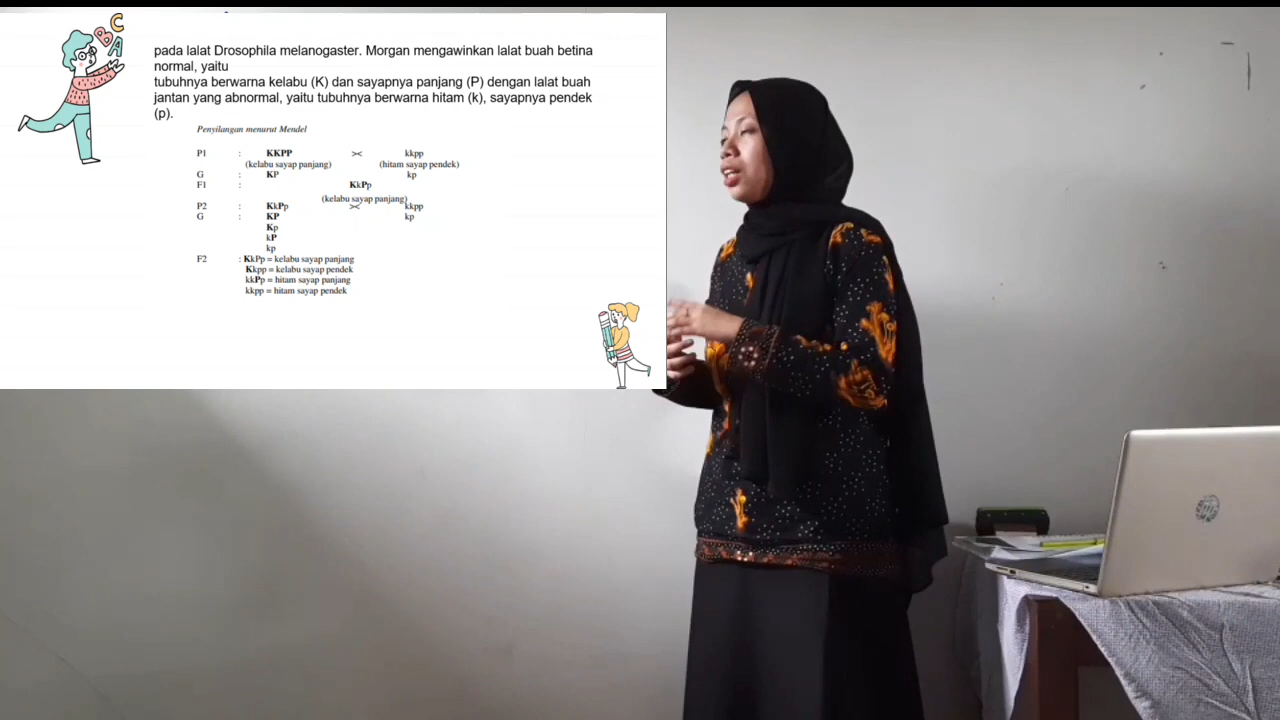 C
B
A
pada lalat Drosophila melanogaster. Morgan mengawinkan lalat buah betina
normal, yaitu
tubuhnya berwarna kelabu (K) dan sayapnya panjang (P) dengan lalat buah
jantan yang abnormal, yaitu tubuhnya berwarna hitam (k), sayapnya pendek
(p).
Penyilangan menurut Mendel
P1 : KKPP >< kkpp
(kelabu sayap panjang) (hitam sayap pendek)
G : KP kp
F1 : KkPp
(kelabu sayap panjang)
P2 : KkPp >< kkpp
G : KP kp
Kp
kP
kp
F2 : KkPp = kelabu sayap panjang
Kkpp = kelabu sayap pendek
kkPp = hitam sayap panjang
kkpp = hitam sayap pendek
hp